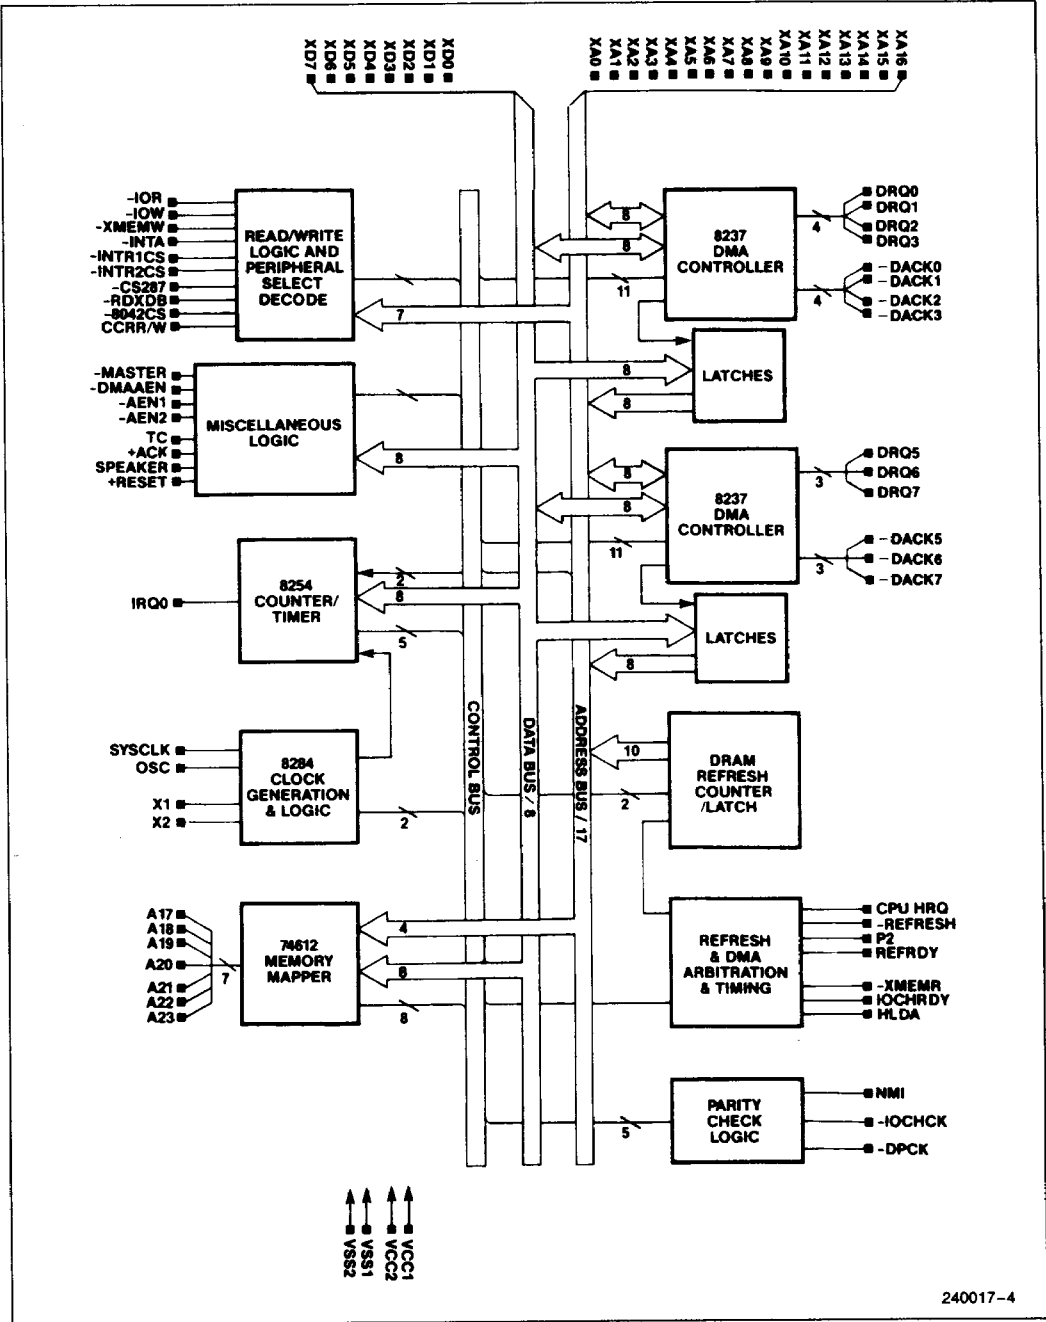 XD7 XD6 XD5 XD4 XD3 XD2 XD1 XD0
XA0 XA1 XA2 XA3 XA4 XA5 XA6 XA7 XA8 XA9 XA10 XA11 XA12 XA13 XA14 XA15 XA16
-IOR
-IOW
-XMEMW
-INTA
-INTR1CS
-INTR2CS
-CS287
-RDXDB
-8042CS
CCRR/W
READ/WRITE
LOGIC AND
PERIPHERAL
SELECT
DECODE
7
8
8
11
8237
DMA
CONTROLLER
4
4
DRQ0
DRQ1
DRQ2
DRQ3
-DACK0
-DACK1
-DACK2
-DACK3
-MASTER
-DMAAEN
-AEN1
-AEN2
TC
+ACK
SPEAKER
+RESET
MISCELLANEOUS
LOGIC
8
8
8
LATCHES
8
8
11
8237
DMA
CONTROLLER
3
3
DRQ5
DRQ6
DRQ7
-DACK5
-DACK6
-DACK7
IRQ0
8254
COUNTER/
TIMER
2
8
5
8
LATCHES
SYSCLK
OSC
X1
X2
8284
CLOCK
GENERATION
& LOGIC
2
CONTROL BUS
DATA BUS / 8
ADDRESS BUS / 17
10
2
DRAM
REFRESH
COUNTER
/LATCH
A17
A18
A19
A20
A21
A22
A23
7
74612
MEMORY
MAPPER
4
8
8
REFRESH
& DMA
ARBITRATION
& TIMING
CPU HRQ
-REFRESH
P2
REFRDY
-XMEMR
IOCHRDY
HLDA
5
PARITY
CHECK
LOGIC
NMI
-IOCHCK
-DPCK
VSS2 VSS1 VCC2 VCC1
240017-4